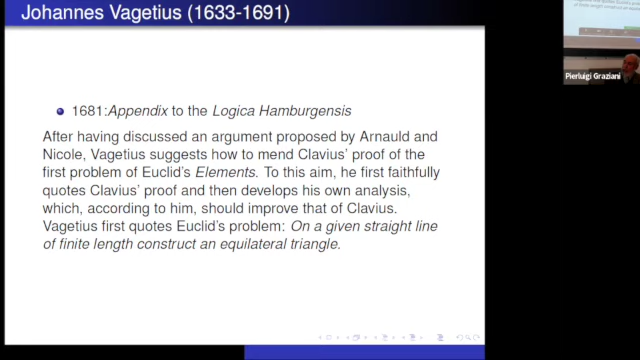 Johannes Vagetius (1633-1691)
1681:Appendix to the Logica Hamburgensis
After having discussed an argument proposed by Arnauld and
Nicole, Vagetius suggests how to mend Clavius' proof of the
first problem of Euclid's Elements. To this aim, he first faithfully
quotes Clavius' proof and then develops his own analysis,
which, according to him, should improve that of Clavius.
Vagetius first quotes Euclid's problem: On a given straight line
of finite length construct an equilateral triangle.
Pierluigi Graziani